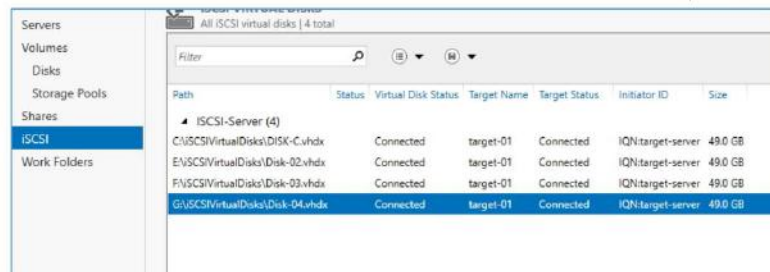 iSCSI VIRTUAL DISKS
All iSCSI virtual disks | 4 total
Servers
Volumes
Disks
Storage Pools
Shares
iSCSI
Work Folders
Filter
Path Status Virtual Disk Status Target Name Target Status Initiator ID Size
ISCSI-Server (4)
C:\iSCSIVirtualDisks\DISK-C.vhdx Connected target-01 Connected IQN:target-server 49.0 GB
E:\iSCSIVirtualDisks\Disk-02.vhdx Connected target-01 Connected IQN:target-server 49.0 GB
F:\iSCSIVirtualDisks\Disk-03.vhdx Connected target-01 Connected IQN:target-server 49.0 GB
G:\iSCSIVirtualDisks\Disk-04.vhdx Connected target-01 Connected IQN:target-server 49.0 GB